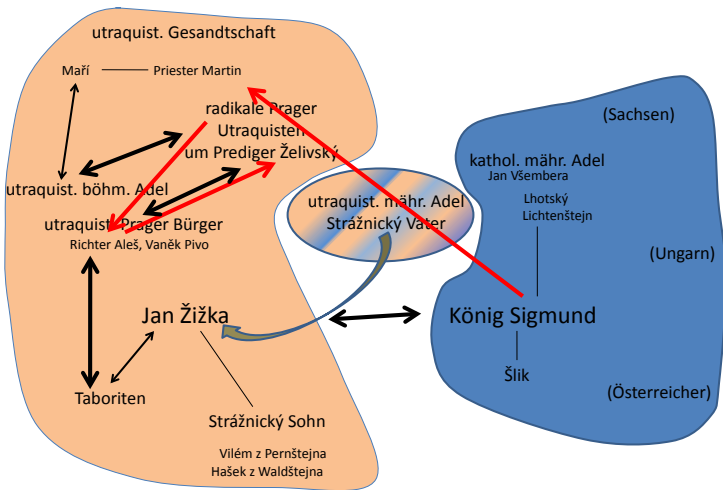 utraquist. Gesandtschaft
Maří
Priester Martin
radikale Prager
Utraquisten
um Prediger Želivský
utraquist. böhm. Adel
utraquist. Prager Bürger
Richter Aleš, Vaněk Pivo
Jan Žižka
Taboriten
Strážnický Sohn
Vilém z Pernštejna
Hašek z Waldštejna
utraquist. mähr. Adel
Strážnický Vater
(Sachsen)
kathol. mähr. Adel
Jan Všembera
Lhotský
Lichtenštejn
(Ungarn)
König Sigmund
Šlik
(Österreicher)